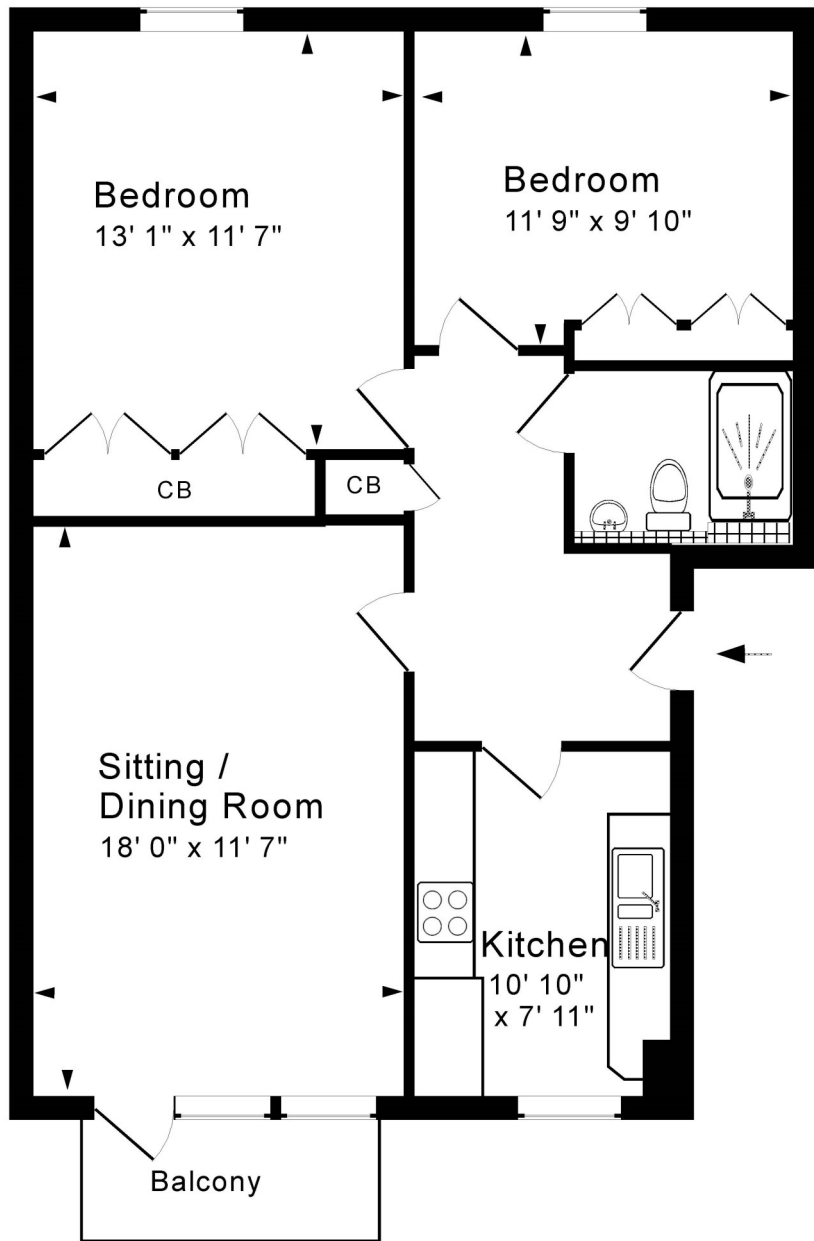 Bedroom
13' 1" x 11' 7"
Bedroom
11' 9" x 9' 10"
CB
CB
Sitting /
Dining Room
18' 0" x 11' 7"
Kitchen
10' 10"
x 7' 11"
Balcony